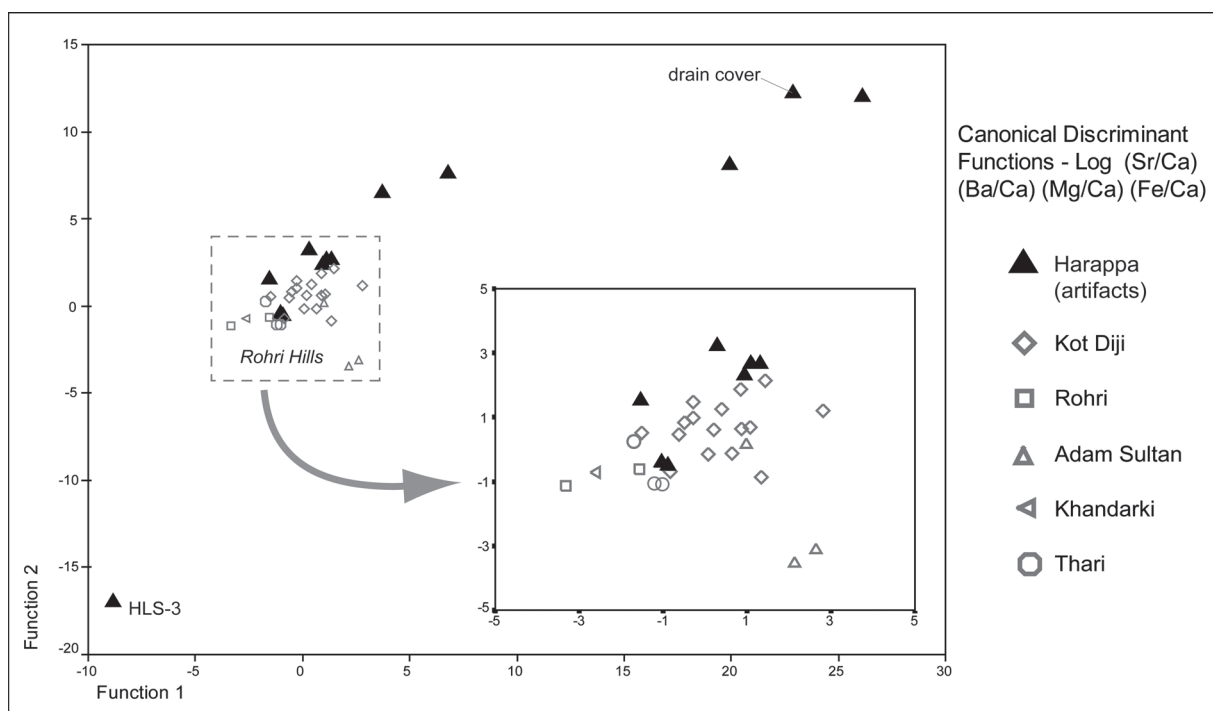 15
10
5
0
-5
-10
-15
-20
-10
-5
0
5
10
15
20
25
30
Function 2
Function 1
drain cover
Rohri Hills
HLS-3
5
3
1
-1
-3
-5
-5
-3
-1
1
3
5
Canonical Discriminant
Functions - Log (Sr/Ca)
(Ba/Ca) (Mg/Ca) (Fe/Ca)
Harappa
(artifacts)
Kot Diji
Rohri
Adam Sultan
Khandarki
Thari